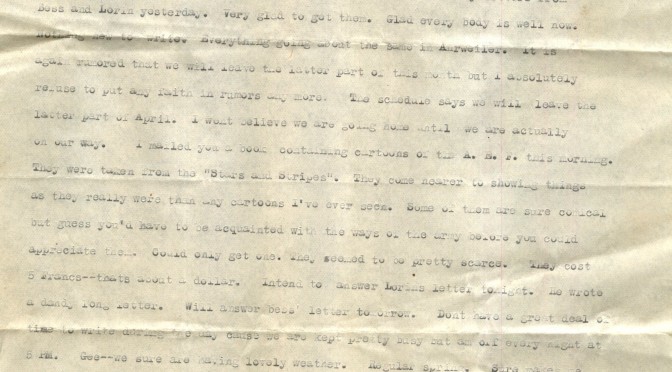 from
Bess and Lorin yesterday. Very glad to get them. Glad every body is well now.
Nothing new to write. Everything going about the same in Ahrweiler. It is
again rumored that we will leave the latter part of this month but I absolutely
refuse to put any faith in rumors any more. The schedule says we will leave the
latter part of April. I wont believe we are going home until we are actually
on our way. I mailed you a book containing cartoons of the A. E. F. this morning.
They were taken from the "Stars and Stripes". They come nearer to showing things
as they really were than any cartoons I've ever seen. Some of them are sure comical
but guess you'd have to be acquainted with the ways of the army before you could
appreciate them. Could only get one. They seemed to be pretty scarce. They cost
5 Francs--thats about a dollar. Intend to answer Lorins letter tonight. He wrote
a dandy long letter. Will answer bess' letter tomorrow. Dont have a great deal of
time to write during the day cause we are kept pretty busy but am off every night at
5 PM. Gee--we sure are having lovely weather. Regular spring. Sure makes a